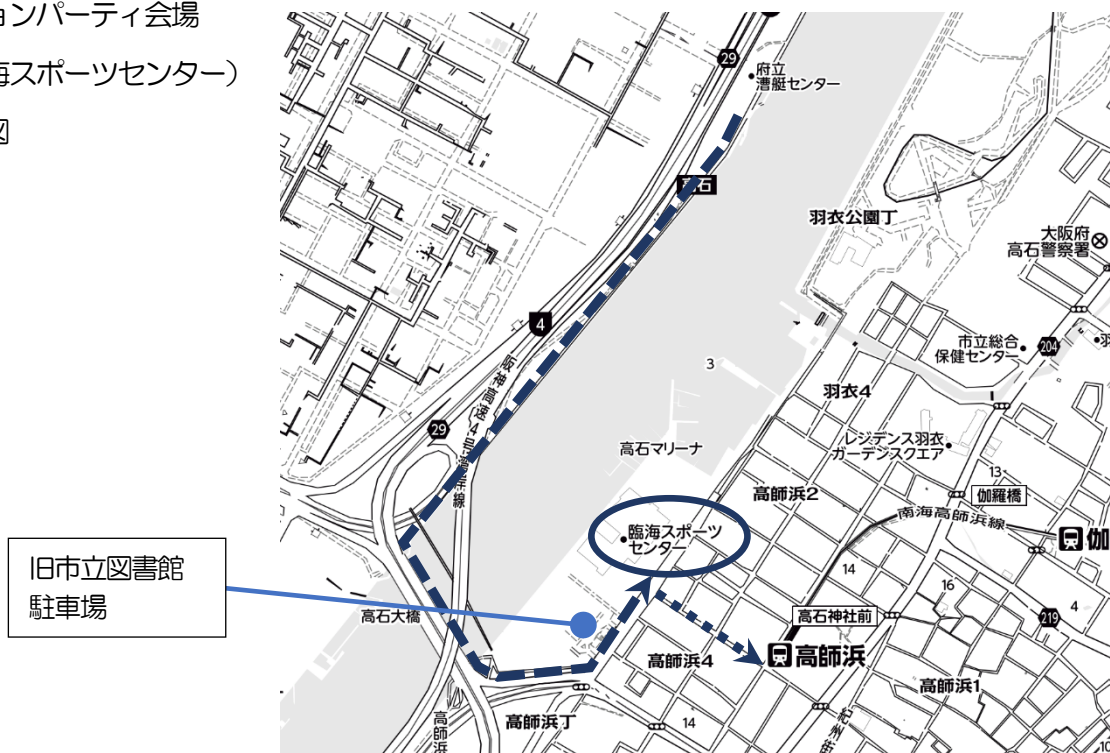 ョンパーティ会場
海スポーツセンター）
図
29
府立
漕艇センター
高石
羽衣公園丁
大阪府
高石警察署
4
市立総合
保健センター
204
3
阪神高速4号湾岸線
羽衣4
29
高石マリーナ
レジデンス羽衣
ガーデンスクエア
13
伽羅橋
高師浜2
南海高師浜線
伽
臨海スポーツ
センター
旧市立図書館
駐車場
14
16
4
高石大橋
高石神社前
219
高師浜4
高師浜
高師浜1
高師浜丁
14
高師浜
紀州街